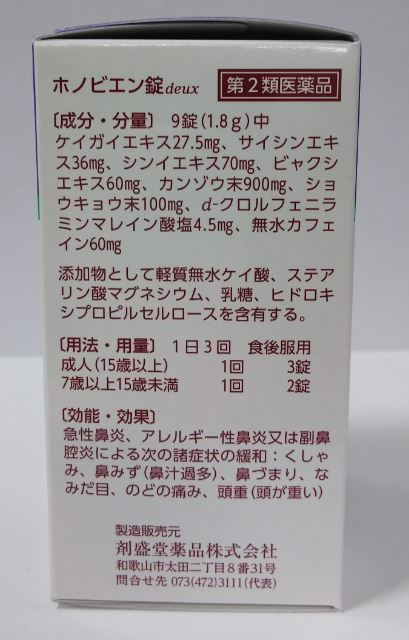 ホノビエン錠deux 第2類医薬品
〔成分・分量〕 9錠(1.8g)中
ケイガイエキス27.5mg、サイシンエキ
ス36mg、シンイエキス70mg、ビャクシ
エキス60mg、カンゾウ末900mg、ショ
ウキョウ末100mg、d-クロルフェニラ
ミンマレイン酸塩4.5mg、無水カフェ
イン60mg
添加物として軽質無水ケイ酸、ステア
リン酸マグネシウム、乳糖、ヒドロキ
シプロピルセルロースを含有する。
〔用法・用量〕 1日3回 食後服用
成人(15歳以上) 1回 3錠
7歳以上15歳未満 1回 2錠
〔効能・効果〕
急性鼻炎、アレルギー性鼻炎又は副鼻
腔炎による次の諸症状の緩和：くしゃ
み、鼻みず(鼻汁過多)、鼻づまり、な
みだ目、のどの痛み、頭重(頭が重い)
製造販売元
剤盛堂薬品株式会社
和歌山市太田二丁目8番31号
問合せ先 073(472)3111(代表)